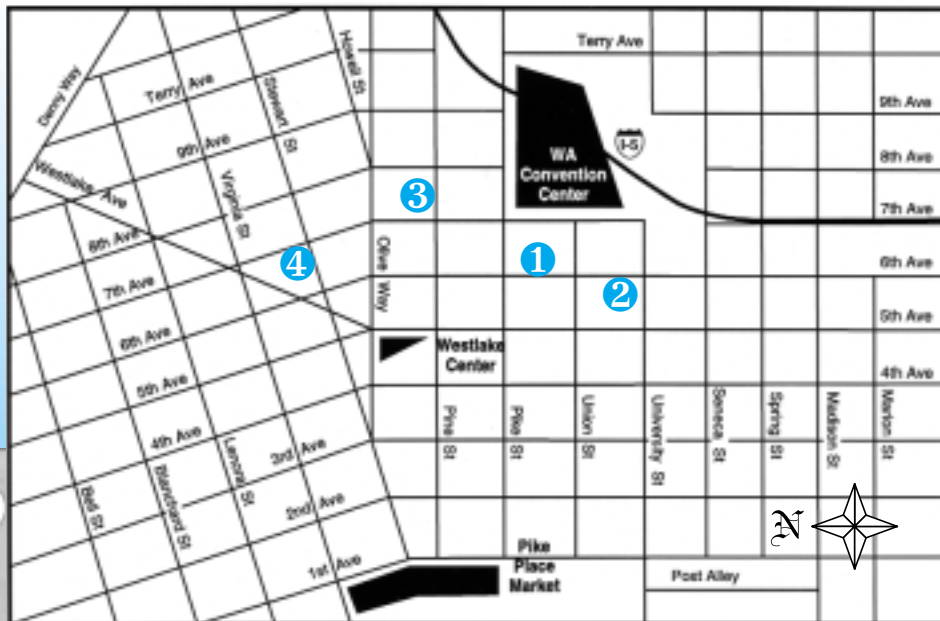 Terry Ave
Howell St
Denny Way
Terry Ave
Stewart St
9th Ave
I-5
9th Ave
WA
Convention
Center
8th Ave
Westlake Ave
Virginia St
3
7th Ave
8th Ave
Olive Way
4
1
6th Ave
7th Ave
2
5th Ave
6th Ave
Westlake
Center
4th Ave
5th Ave
Pine St
Pike St
Union St
University St
Seneca St
Spring St
Madison St
Marion St
4th Ave
3rd Ave
Lenora St
Blanchard St
Bell St
2nd Ave
N
1st Ave
Pike
Place
Market
Post Alley